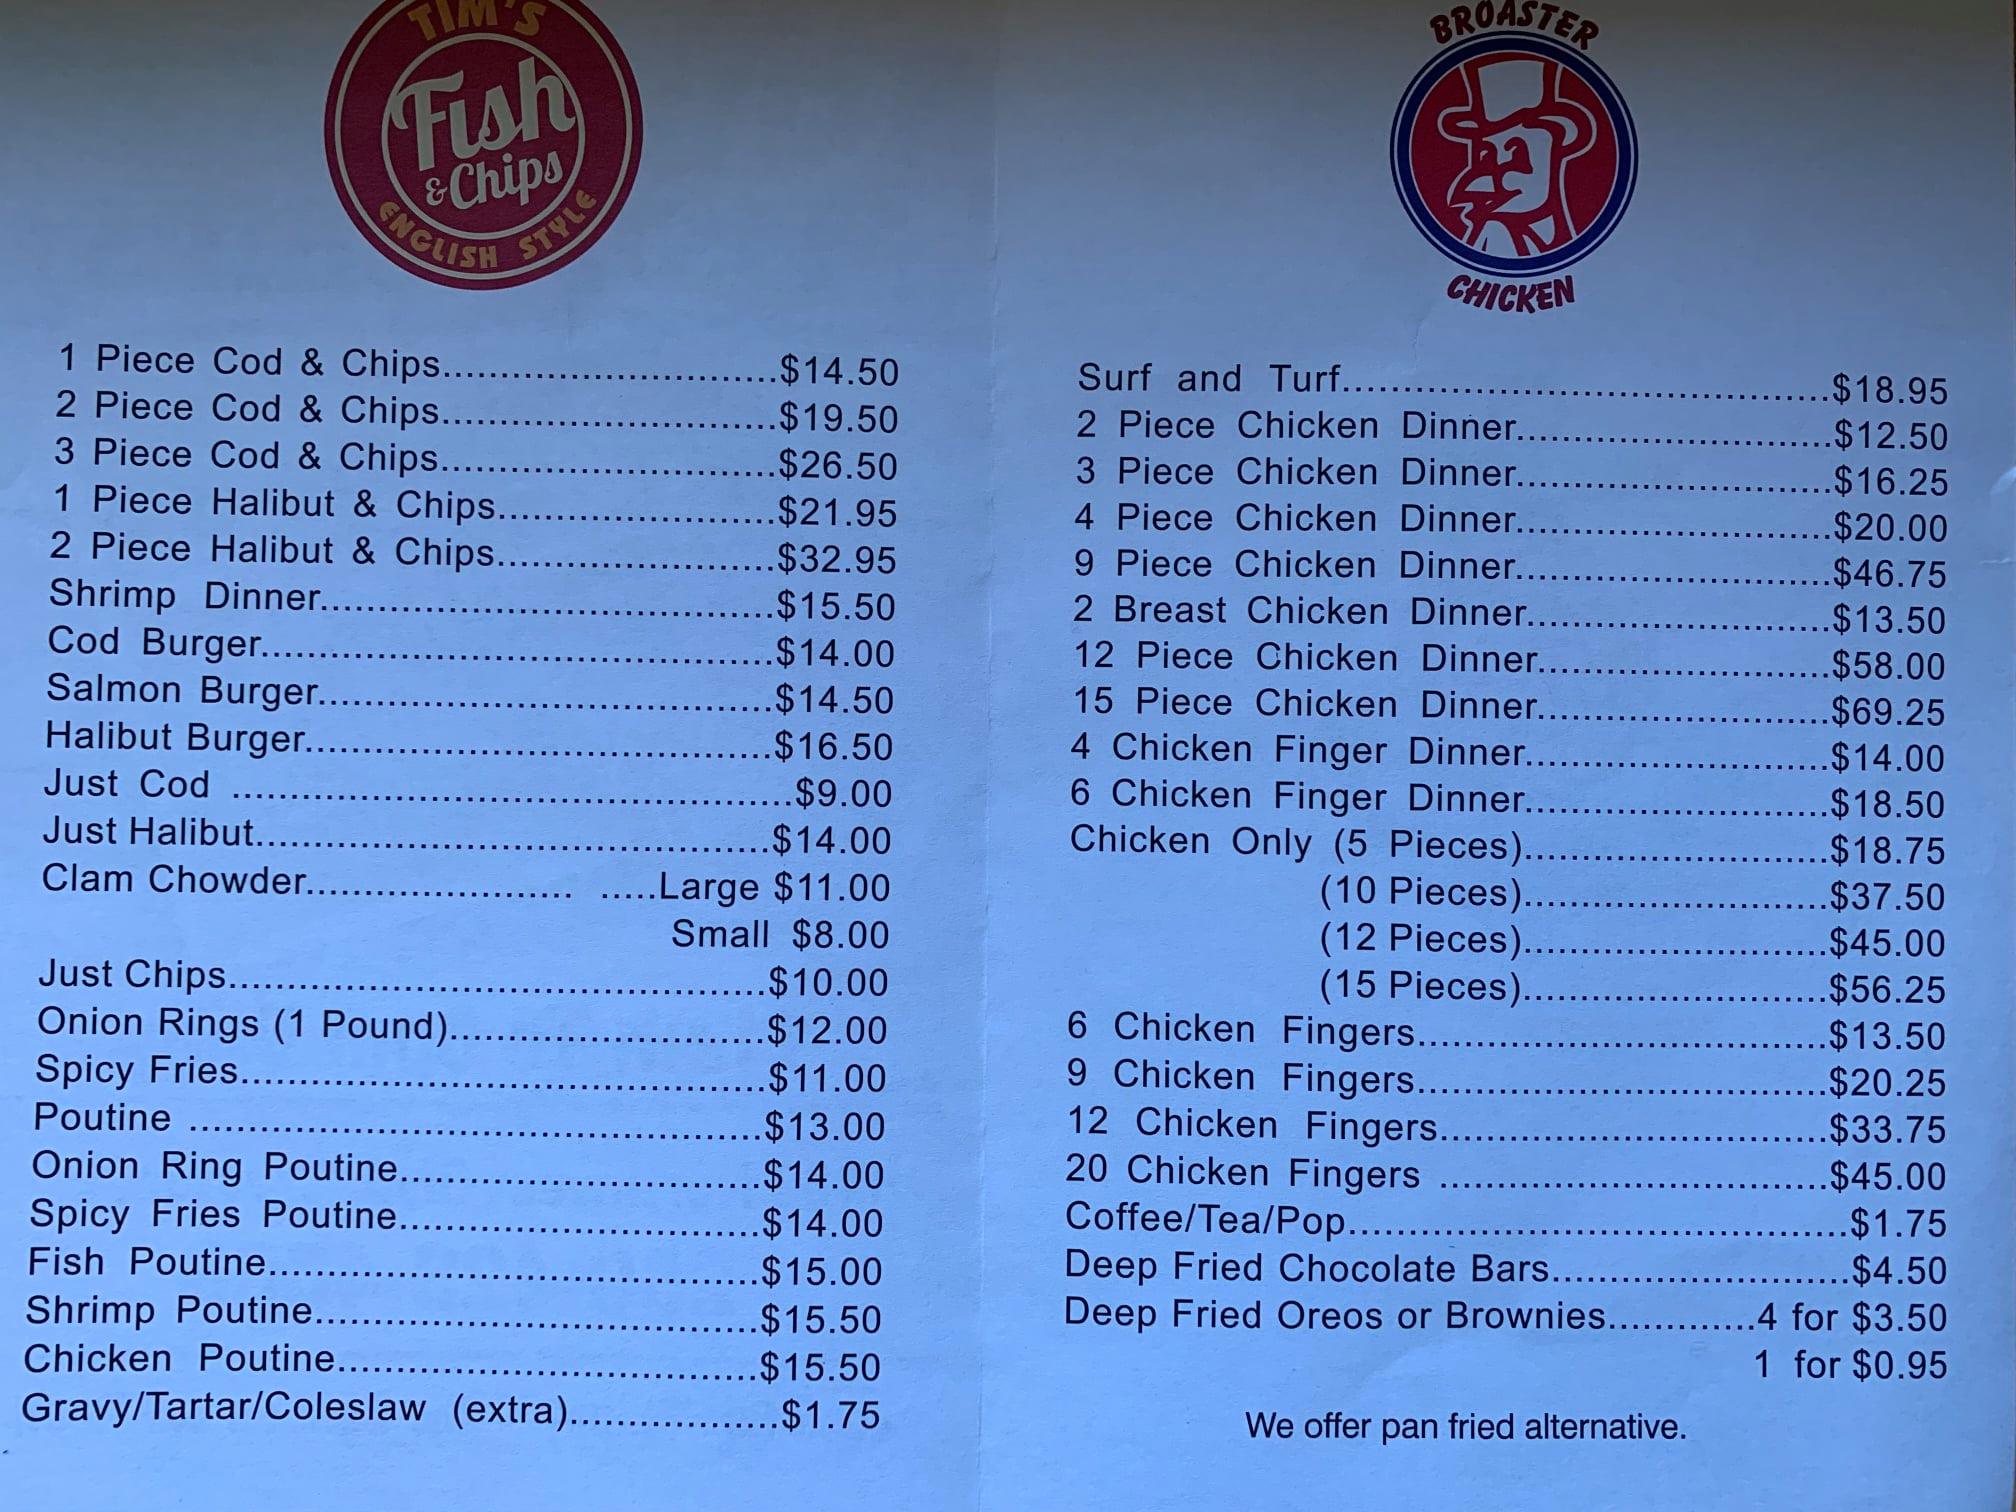 TIM'S
Fish
& Chips
ENGLISH STYLE
1 Piece Cod & Chips............................$14.50
2 Piece Cod & Chips............................$19.50
3 Piece Cod & Chips............................$26.50
1 Piece Halibut & Chips.......................$21.95
2 Piece Halibut & Chips.......................$32.95
Shrimp Dinner......................................$15.50
Cod Burger...........................................$14.00
Salmon Burger......................................$14.50
Halibut Burger.......................................$16.50
Just Cod ................................................$9.00
Just Halibut...........................................$14.00
Clam Chowder....................... .....Large $11.00
Small $8.00
Just Chips.............................................$10.00
Onion Rings (1 Pound)..........................$12.00
Spicy Fries............................................$11.00
Poutine ................................................$13.00
Onion Ring Poutine..............................$14.00
Spicy Fries Poutine..............................$14.00
Fish Poutine.........................................$15.00
Shrimp Poutine.....................................$15.50
Chicken Poutine...................................$15.50
Gravy/Tartar/Coleslaw (extra)..................$1.75
BROASTER
CHICKEN
Surf and Turf.........................................$18.95
2 Piece Chicken Dinner..........................$12.50
3 Piece Chicken Dinner..........................$16.25
4 Piece Chicken Dinner..........................$20.00
9 Piece Chicken Dinner..........................$46.75
2 Breast Chicken Dinner.........................$13.50
12 Piece Chicken Dinner........................$58.00
15 Piece Chicken Dinner........................$69.25
4 Chicken Finger Dinner.........................$14.00
6 Chicken Finger Dinner.........................$18.50
Chicken Only (5 Pieces).........................$18.75
(10 Pieces).........................$37.50
(12 Pieces).........................$45.00
(15 Pieces).........................$56.25
6 Chicken Fingers..................................$13.50
9 Chicken Fingers..................................$20.25
12 Chicken Fingers................................$33.75
20 Chicken Fingers ................................$45.00
Coffee/Tea/Pop..........................................$1.75
Deep Fried Chocolate Bars.........................$4.50
Deep Fried Oreos or Brownies............4 for $3.50
1 for $0.95
We offer pan fried alternative.